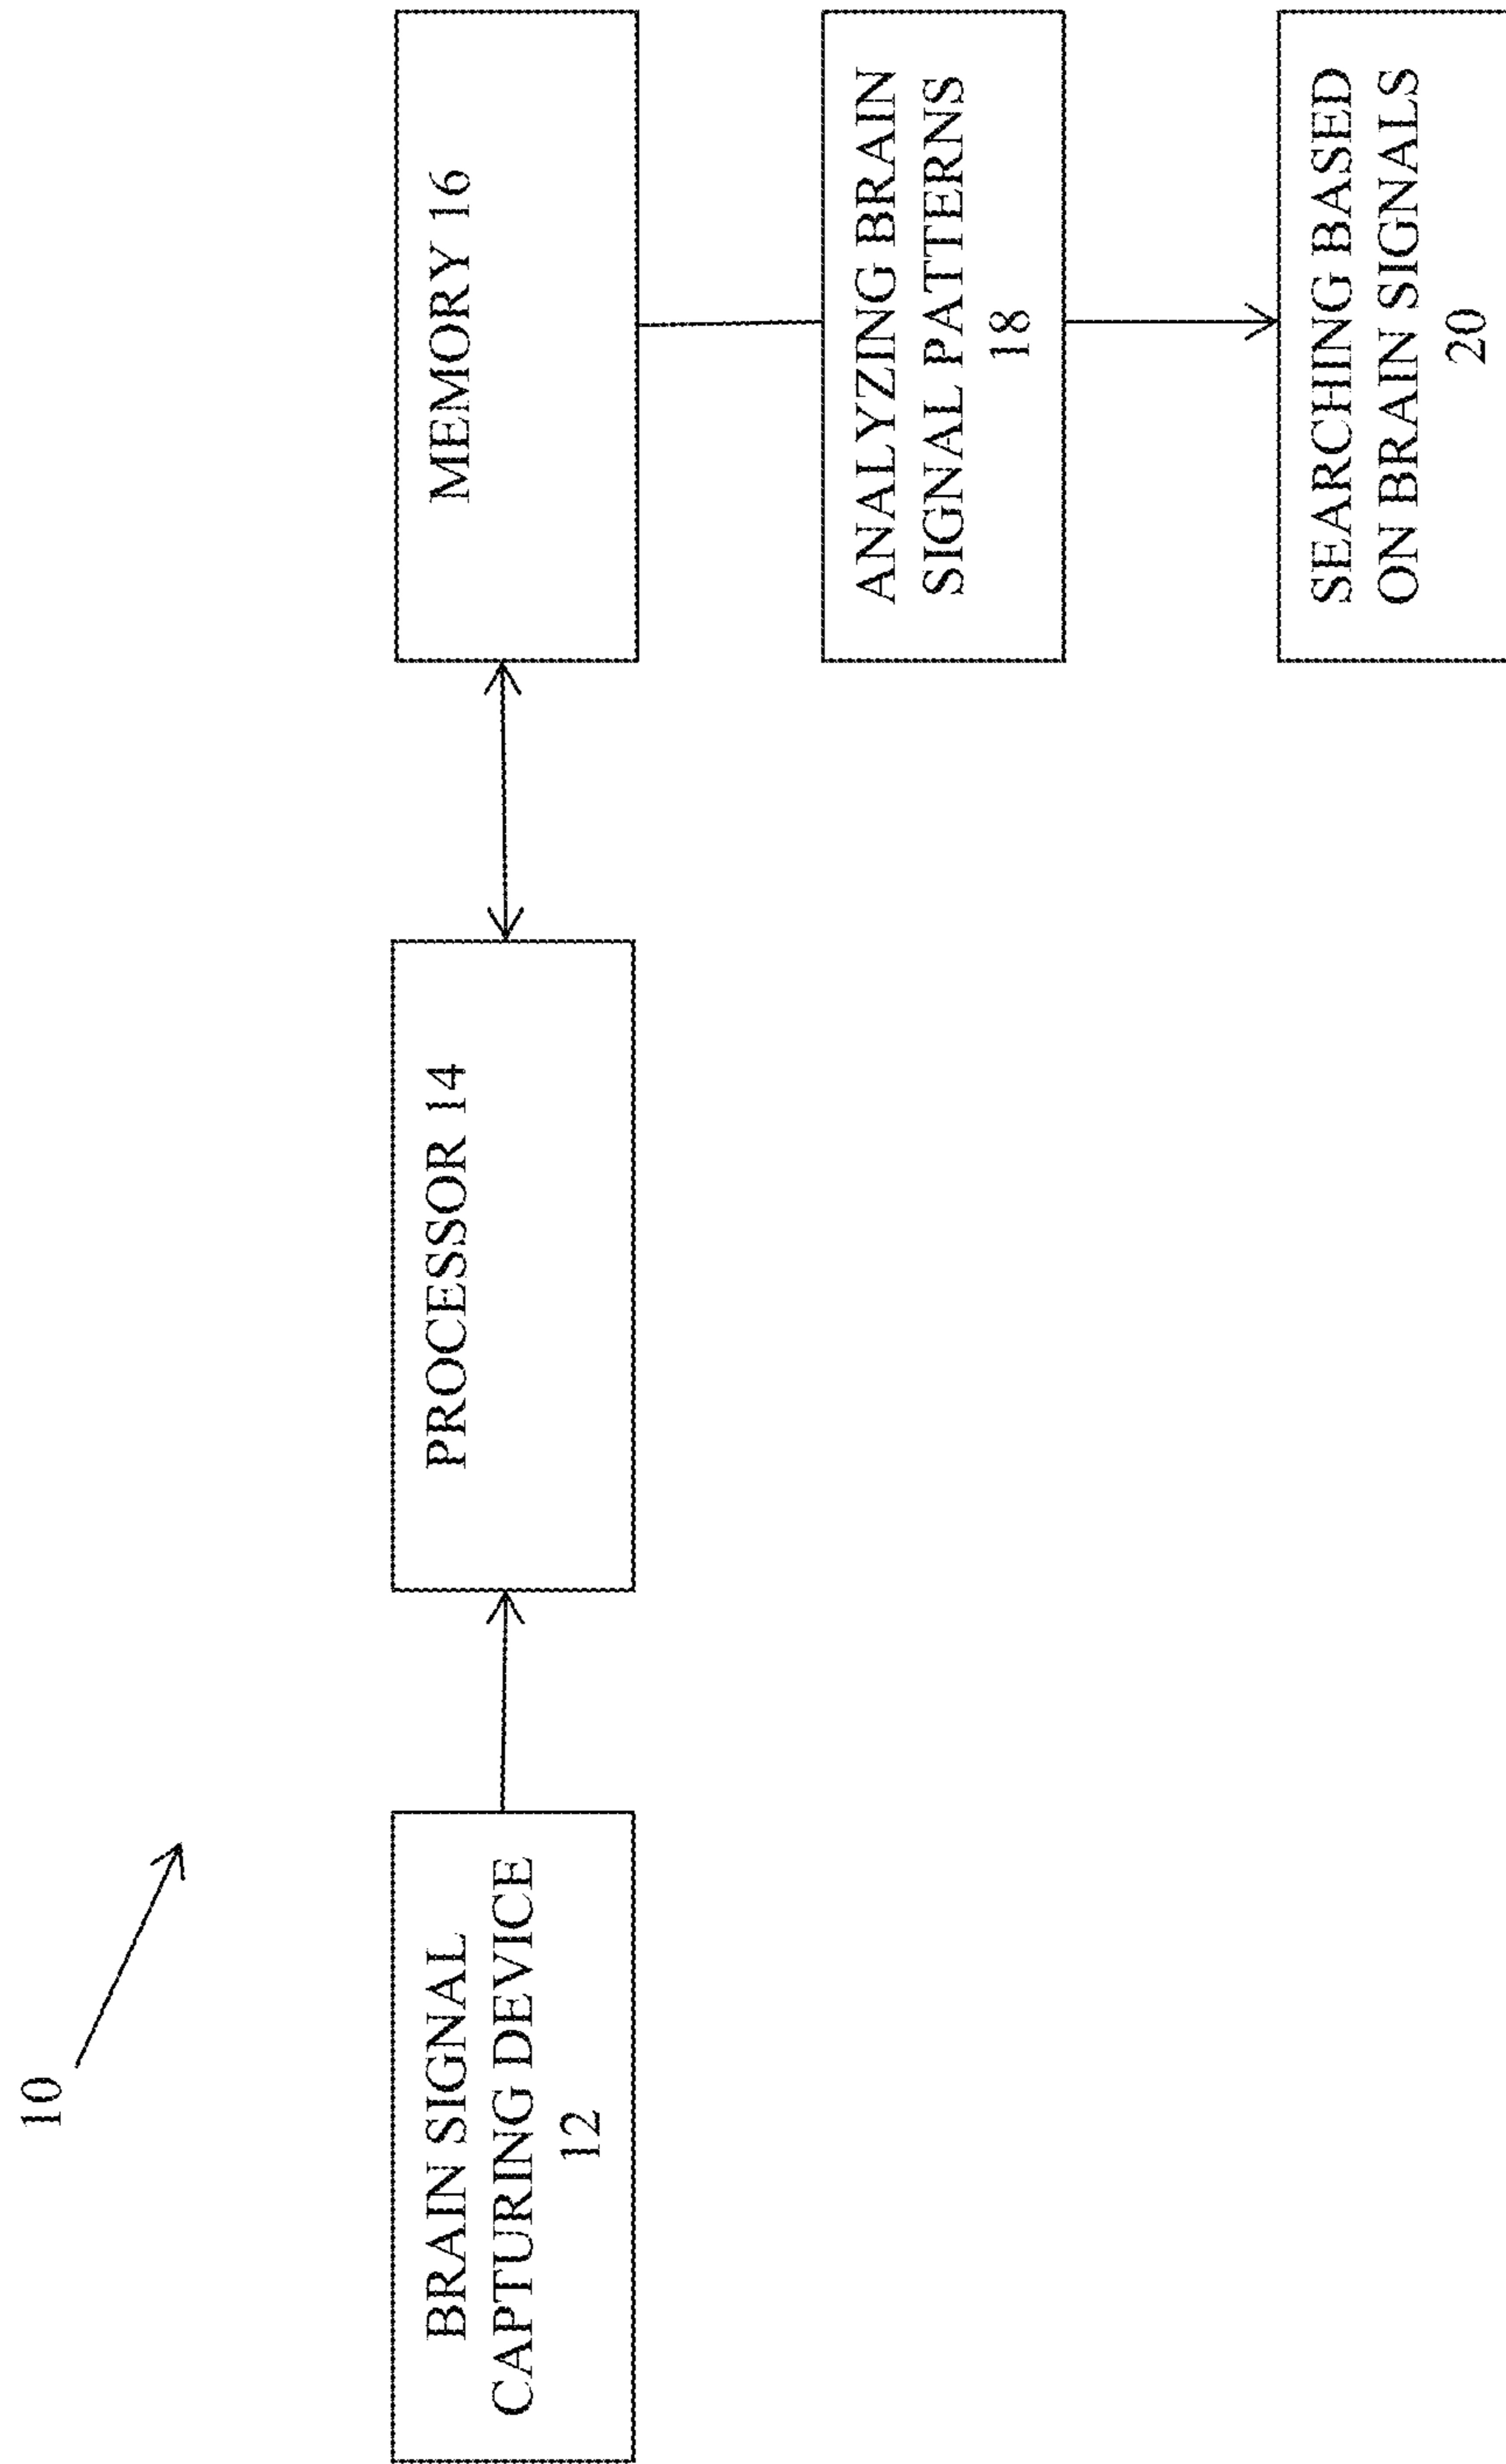 10
BRAIN SIGNAL
CAPTURING DEVICE
12
PROCESSOR 14
MEMORY 16
ANALYZING BRAIN
SIGNAL PATTERNS
18
SEARCHING BASED
ON BRAIN SIGNALS
20